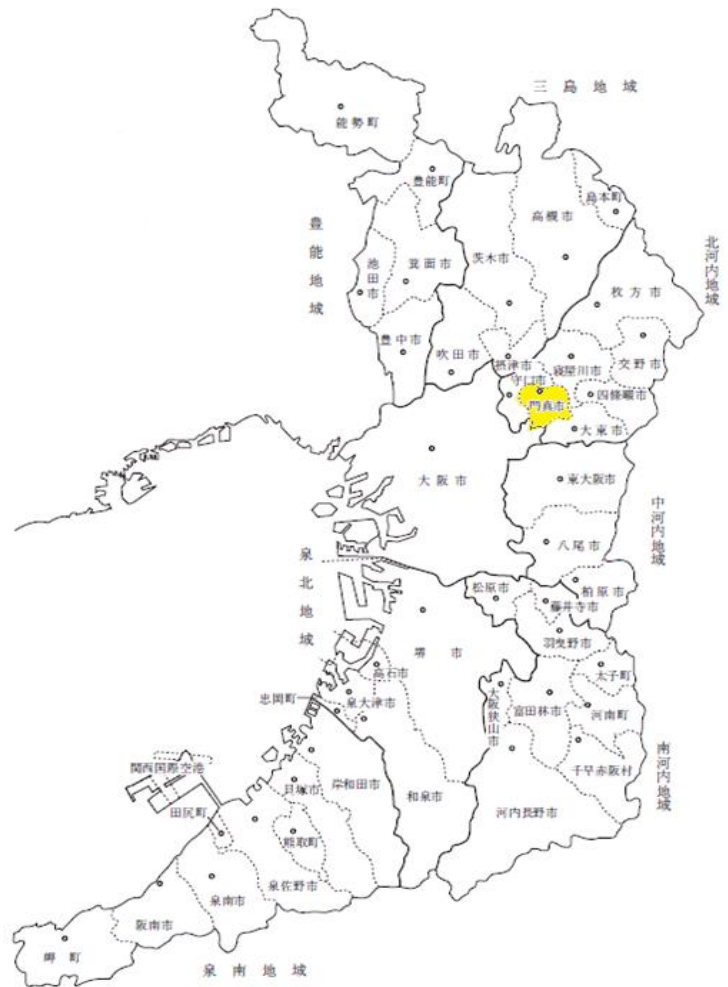 三島地域
能勢町
豊能町
島本町
高槻市
豊能地域
北河内地域
池田市
箕面市
茨木市
枚方市
豊中市
吹田市
摂津市
寝屋川市
交野市
守口市
門真市
四條畷市
大東市
大阪市
東大阪市
中河内地域
八尾市
泉北地域
松原市
柏原市
藤井寺市
羽曳野市
堺市
高石市
太子町
忠岡町
泉大津市
大阪狭山市
富田林市
河南町
関西国際空港
貝塚市
岸和田市
和泉市
千早赤阪村
南河内地域
田尻町
熊取町
河内長野市
泉佐野市
泉南市
阪南市
岬町
泉南地域